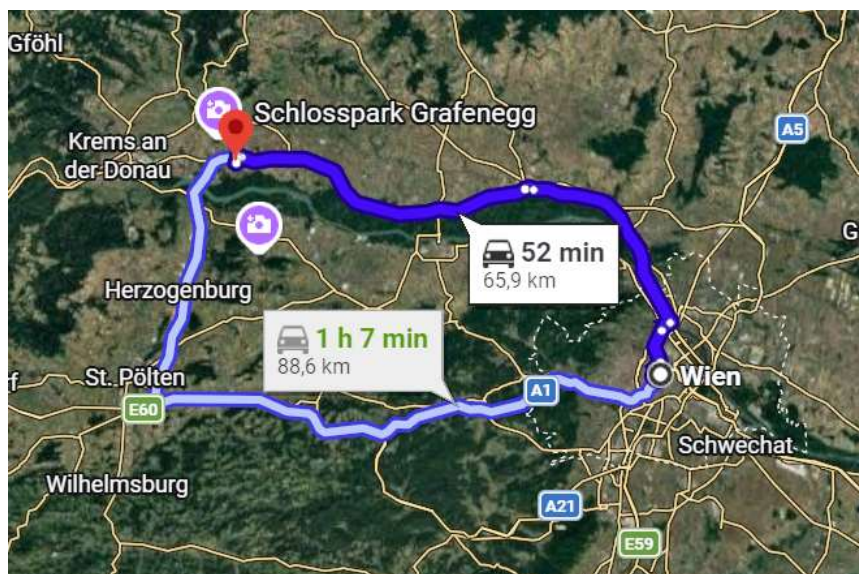 Gföhl
Schlosspark Grafenegg
A5
Krems an
der Donau
G
52 min
65,9 km
Herzogenburg
1 h 7 min
88,6 km
St. Pölten
A1
Wien
E60
Schwechat
Wilhelmsburg
A21
E59